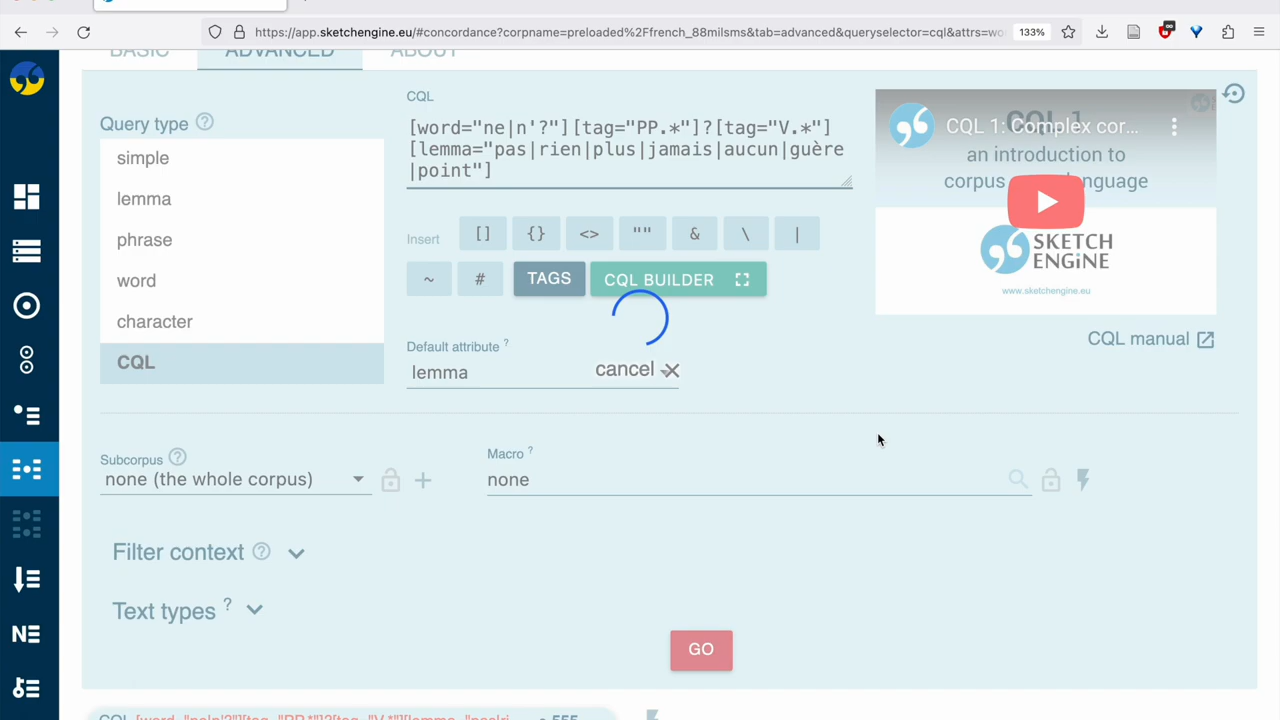 https://app.sketchengine.eu/#concordance?corpname=preloaded%2Ffrench_88milsms&tab=advanced&queryselector=cql&attrs=wo
133%
BASIC
ADVANCED
ABOUT
Query type
simple
lemma
phrase
word
character
CQL
CQL
[word="ne|n'?"][tag="PP.*"]?[tag="V.*"]
[lemma="pas|rien|plus|jamais|aucun|guère
|point"]
Insert
[]
{}
<>
""
&
\
|
~
#
TAGS
CQL BUILDER
Default attribute ?
lemma
cancel
CQL 1: Complex cor...
an introduction to
SKETCH
ENGINE
www.sketchengine.eu
CQL manual
Subcorpus
none (the whole corpus)
Macro ?
none
Filter context
Text types ?
GO